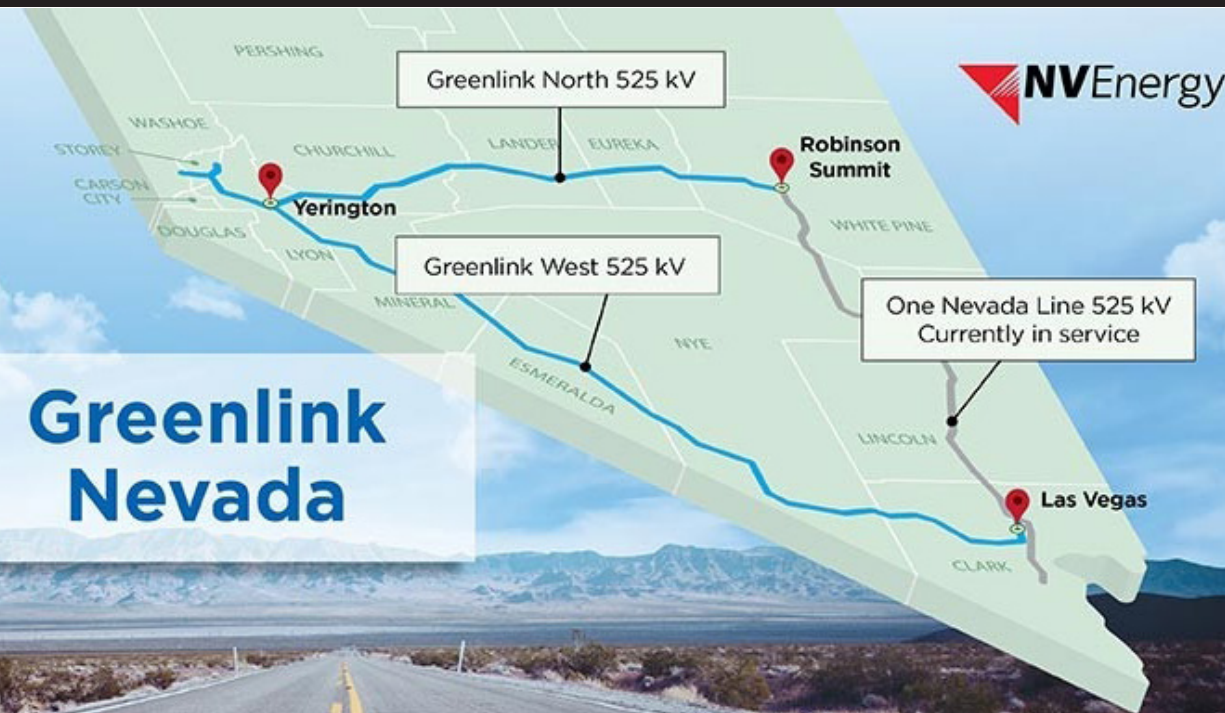 PERSHING
Greenlink North 525 kV
NVEnergy
WASHOE
STOREY
CHURCHILL
LANDER
EUREKA
Robinson
Summit
CARSON
CITY
Yerington
DOUGLAS
WHITE PINE
LYON
Greenlink West 525 kV
MINERAL
One Nevada Line 525 kV
Currently in service
NYE
ESMERALDA
Greenlink
Nevada
LINCOLN
Las Vegas
CLARK